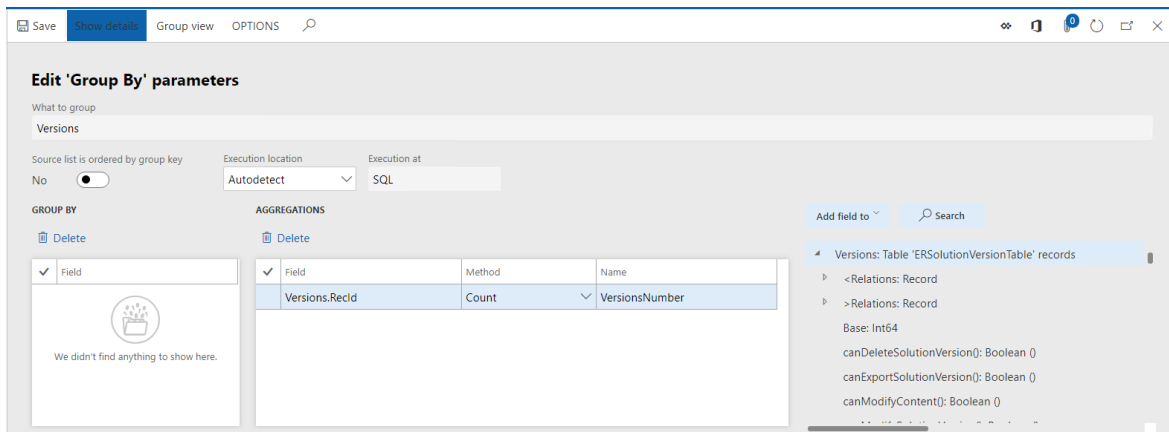 Save Show details Group view OPTIONS 0
Edit 'Group By' parameters
What to group
Versions
Source list is ordered by group key Execution location Execution at
No Autodetect SQL
GROUP BY AGGREGATIONS
Add field to Search
Delete Delete
Field Field Method Name
Versions: Table 'ERSolutionVersionTable' records
<Relations: Record
Versions.RecId Count VersionsNumber
>Relations: Record
Base: Int64
We didn't find anything to show here.
canDeleteSolutionVersion(): Boolean ()
canExportSolutionVersion(): Boolean ()
canModifyContent(): Boolean ()